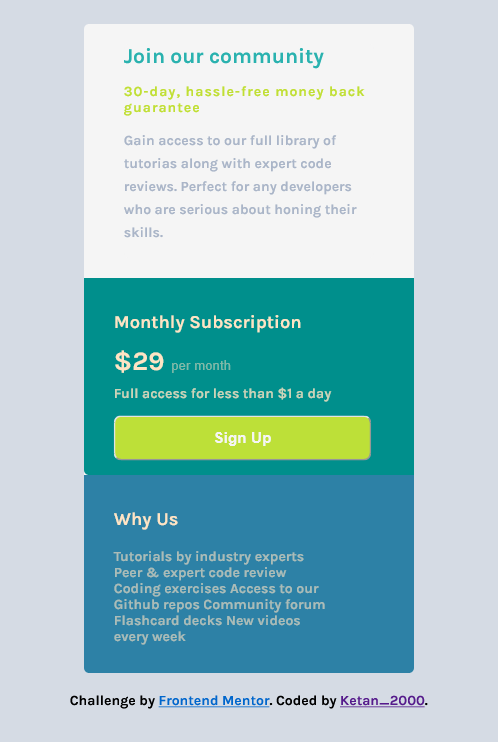 Join our community
30-day, hassle-free money back
guarantee
Gain access to our full library of
tutorias along with expert code
reviews. Perfect for any developers
who are serious about honing their
skills.
Monthly Subscription
$29 per month
Full access for less than $1 a day
Sign Up
Why Us
Tutorials by industry experts
Peer & expert code review
Coding exercises Access to our
Github repos Community forum
Flashcard decks New videos
every week
Challenge by Frontend Mentor. Coded by Ketan_2000.